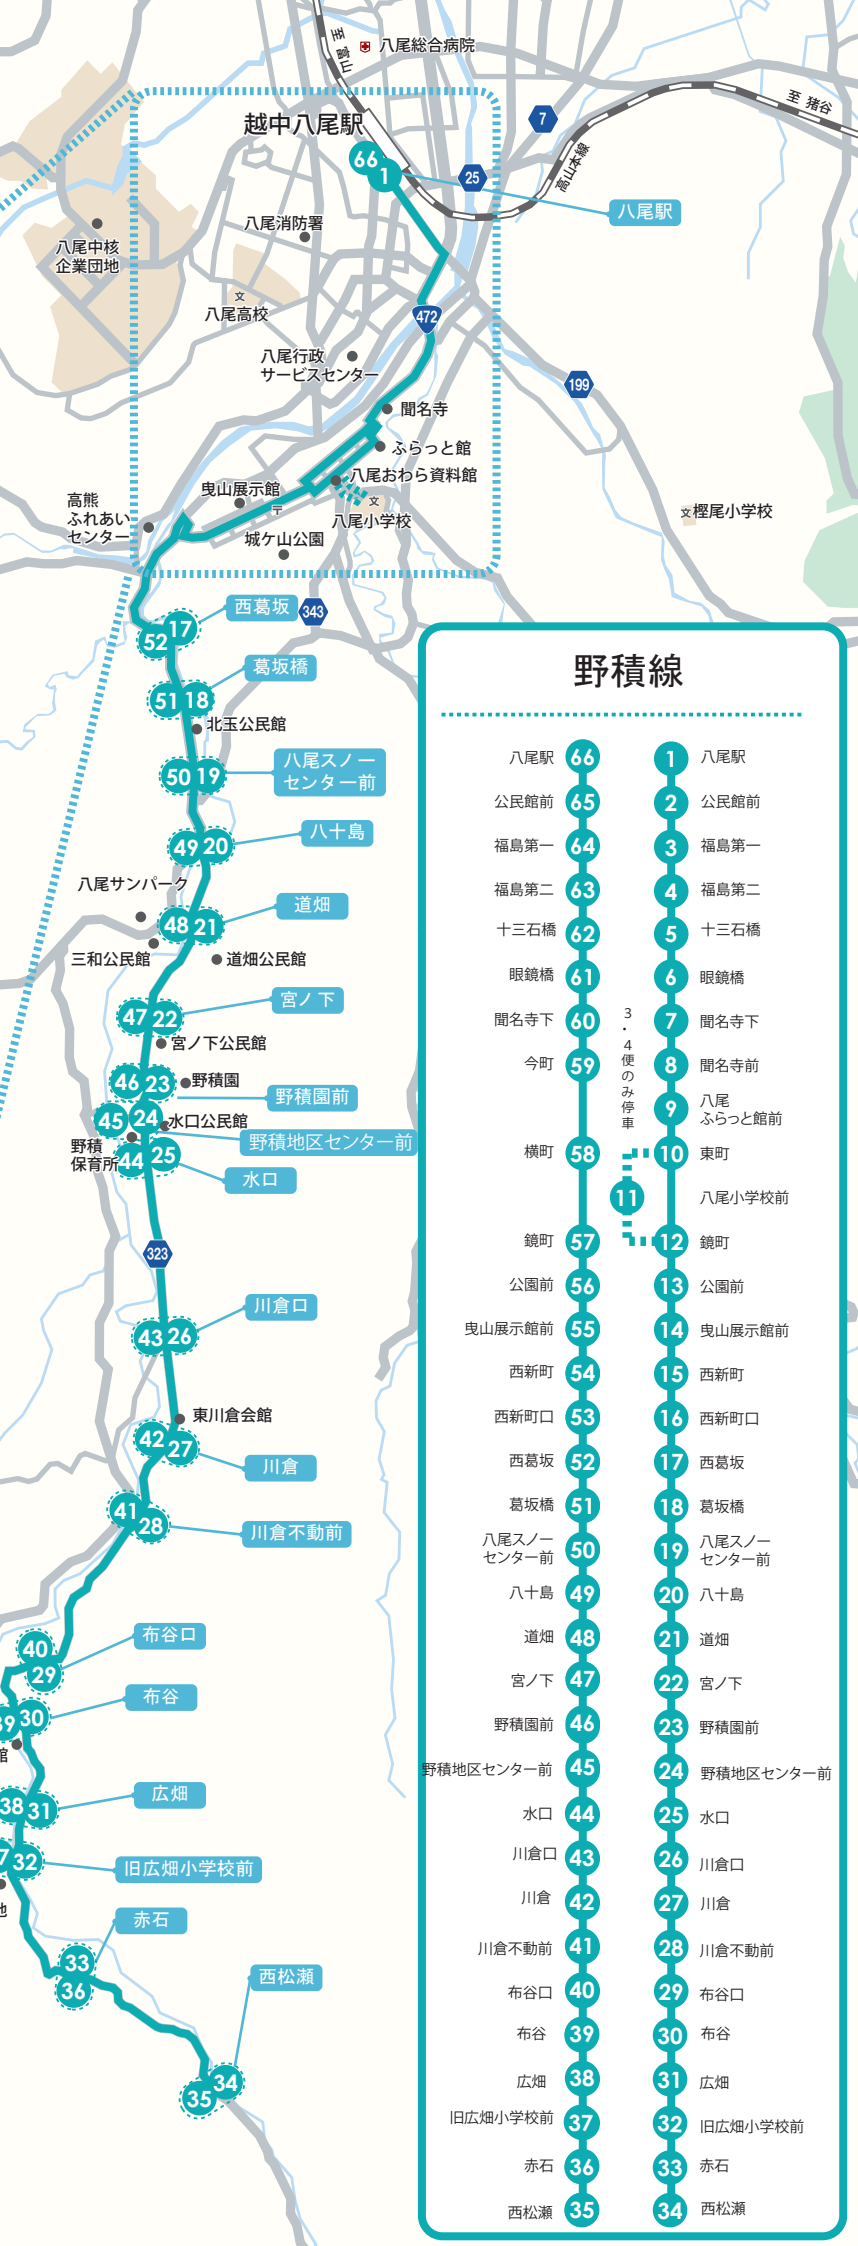 至 富山
八尾総合病院
至 猪谷
7
越中八尾駅
高山本線
66
1
25
八尾駅
八尾消防署
八尾中核
企業団地
文
八尾高校
472
八尾行政
サービスセンター
199
聞名寺
ふらっと館
八尾おわら資料館
曳山展示館
〒
文
八尾小学校
高熊
ふれあい
センター
文樫尾小学校
城ケ山公園
西葛坂
343
17
52
葛坂橋
51
18
北玉公民館
八尾スノー
センター前
50
19
八十島
49
20
八尾サンパーク
道畑
48
21
三和公民館
道畑公民館
宮ノ下
47
22
宮ノ下公民館
46
23
野積園
野積園前
45
24
水口公民館
野積地区センター前
野積
保育所
44
25
水口
323
川倉口
43
26
東川倉会館
42
27
川倉
41
28
川倉不動前
布谷口
40
29
布谷
39
30
館
広畑
38
31
7
32
旧広畑小学校前
赤石
33
36
西松瀬
34
35
野積線
八尾駅 66
公民館前 65
福島第一 64
福島第二 63
十三石橋 62
眼鏡橋 61
聞名寺下 60
今町 59
横町 58
鏡町 57
公園前 56
曳山展示館前 55
西新町 54
西新町口 53
西葛坂 52
葛坂橋 51
八尾スノー
センター前 50
八十島 49
道畑 48
宮ノ下 47
野積園前 46
野積地区センター前 45
水口 44
川倉口 43
川倉 42
川倉不動前 41
布谷口 40
布谷 39
広畑 38
旧広畑小学校前 37
赤石 36
西松瀬 35
3・4便のみ停車
1 八尾駅
2 公民館前
3 福島第一
4 福島第二
5 十三石橋
6 眼鏡橋
7 聞名寺下
8 聞名寺前
9 八尾
ふらっと館前
10 東町
11 八尾小学校前
12 鏡町
13 公園前
14 曳山展示館前
15 西新町
16 西新町口
17 西葛坂
18 葛坂橋
19 八尾スノー
センター前
20 八十島
21 道畑
22 宮ノ下
23 野積園前
24 野積地区センター前
25 水口
26 川倉口
27 川倉
28 川倉不動前
29 布谷口
30 布谷
31 広畑
32 旧広畑小学校前
33 赤石
34 西松瀬